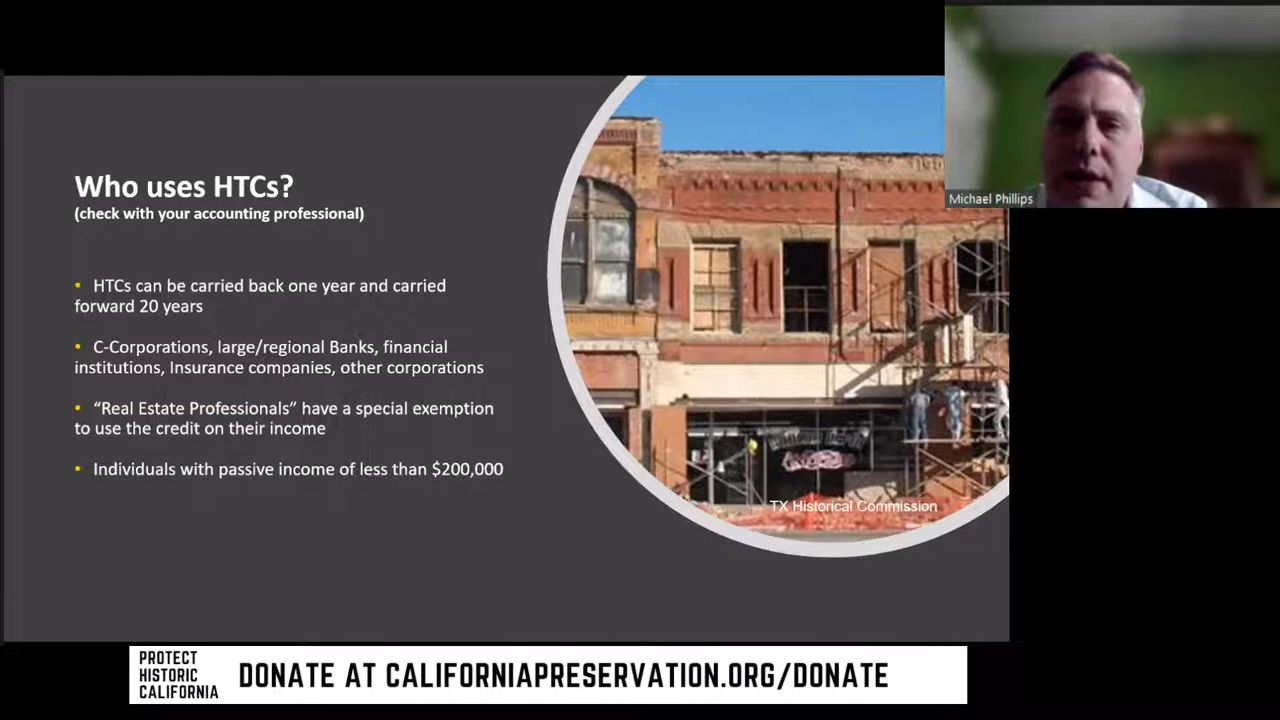 Who uses HTCs?
(check with your accounting professional)
• HTCs can be carried back one year and carried
forward 20 years
• C-Corporations, large/regional Banks, financial
institutions, Insurance companies, other corporations
• “Real Estate Professionals” have a special exemption
to use the credit on their income
• Individuals with passive income of less than $200,000
TX Historical Commission
Michael Phillips
PROTECT
HISTORIC
CALIFORNIA
DONATE AT CALIFORNIAPRESERVATION.ORG/DONATE